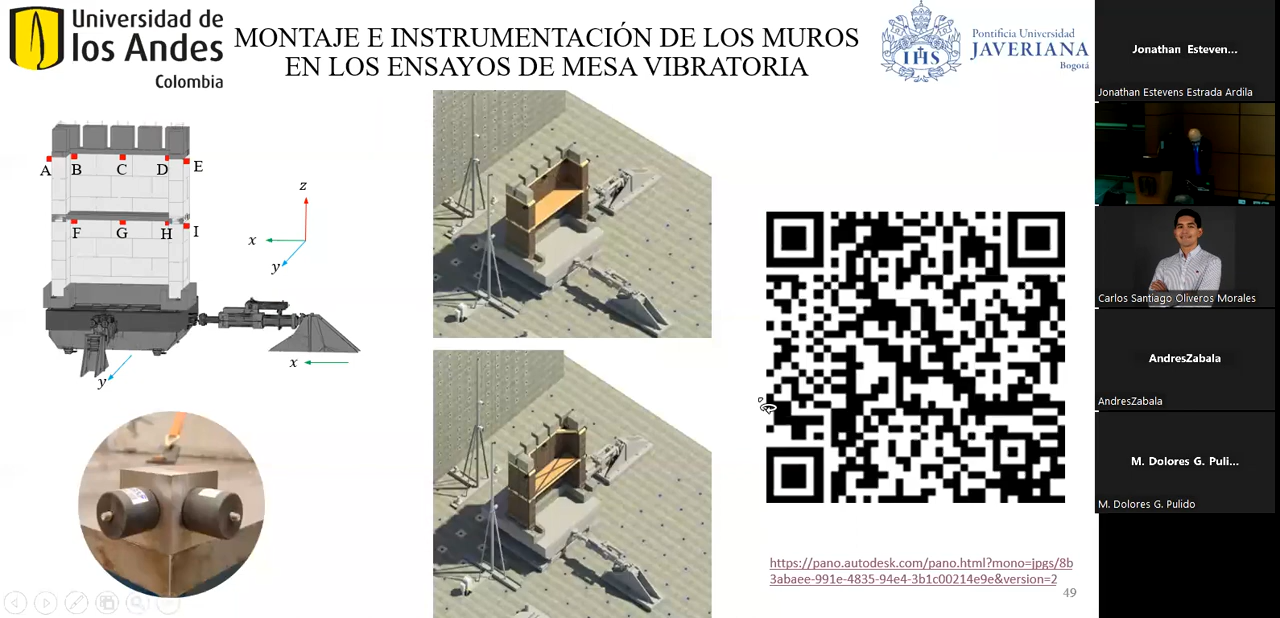 Universidad de
los Andes
Colombia
MONTAJE E INSTRUMENTACIÓN DE LOS MUROS
EN LOS ENSAYOS DE MESA VIBRATORIA
Pontificia Universidad
JAVERIANA
Bogotá
IHS
A
B
C
D
E
F
G
H
I
z
x
y
x
y
https://pano.autodesk.com/pano.html?mono=jpgs/8b
3abaee-991e-4835-94e4-3b1c00214e9e&version=2
49
Jonathan Esteven...
Jonathan Estevens Estrada Ardila
Carlos Santiago Oliveros Morales
AndresZabala
AndresZabala
M. Dolores G. Puli...
M. Dolores G. Pulido